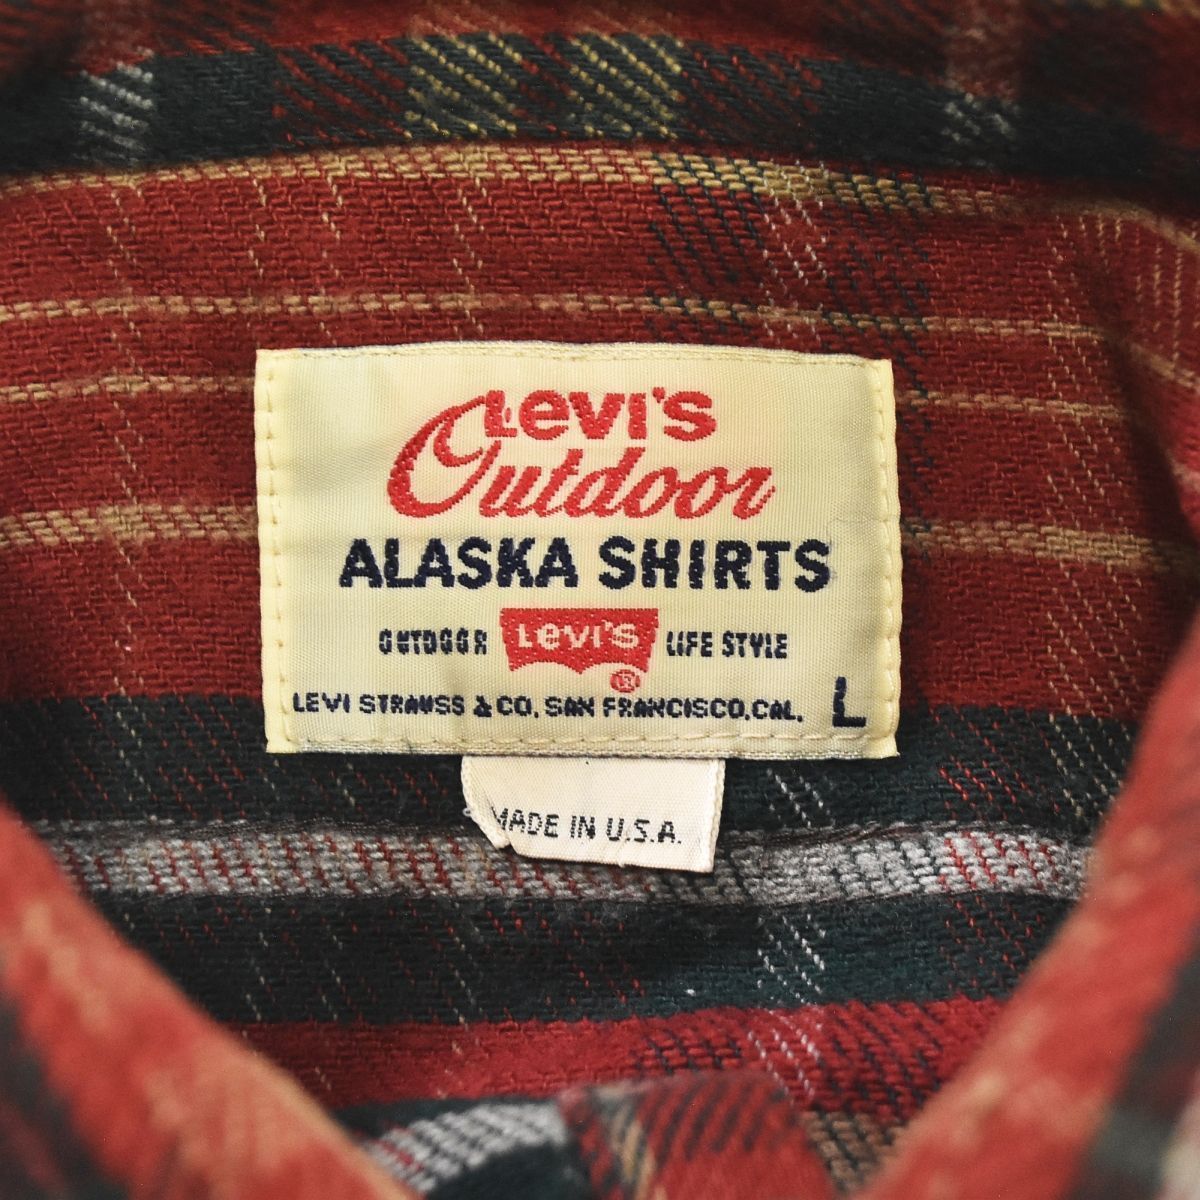 Levi's
Outdoor
ALASKA SHIRTS
OUTDOOR Levi's LIFE STYLE
®
LEVI STRAUSS & CO. SAN FRANCISCO, CAL. L
MADE IN U.S.A.